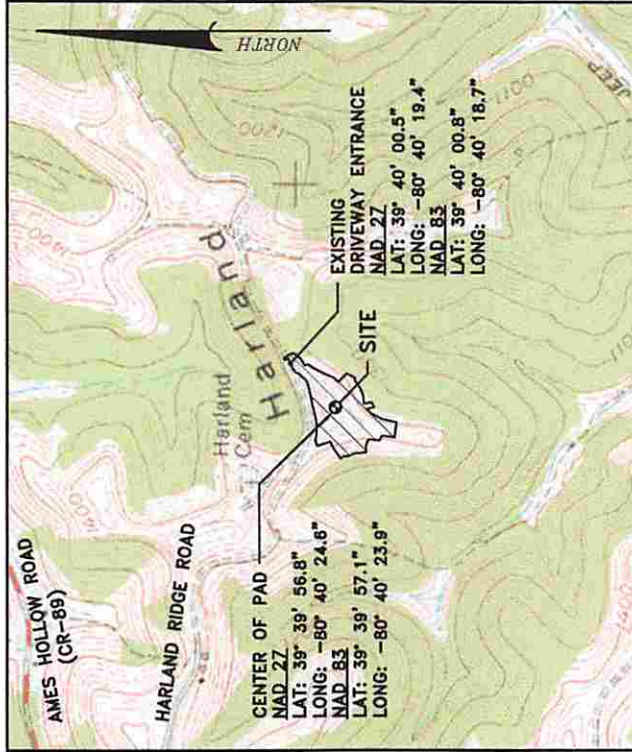 AMES HOLLOW ROAD
(CR-89)
HARLAND RIDGE ROAD
CENTER OF PAD
NAD 27
LAT: 39° 39' 56.8"
LONG: -80° 40' 24.6"
NAD 83
LAT: 39° 39' 57.1"
LONG: -80° 40' 23.9"
Harland
Cem
Harland
SITE
EXISTING
DRIVEWAY ENTRANCE
NAD 27
LAT: 39° 40' 00.5"
LONG: -80° 40' 19.4"
NAD 83
LAT: 39° 40' 00.8"
LONG: -80° 40' 18.7"
NORTH
1400
1200
1100
JEEP
1400